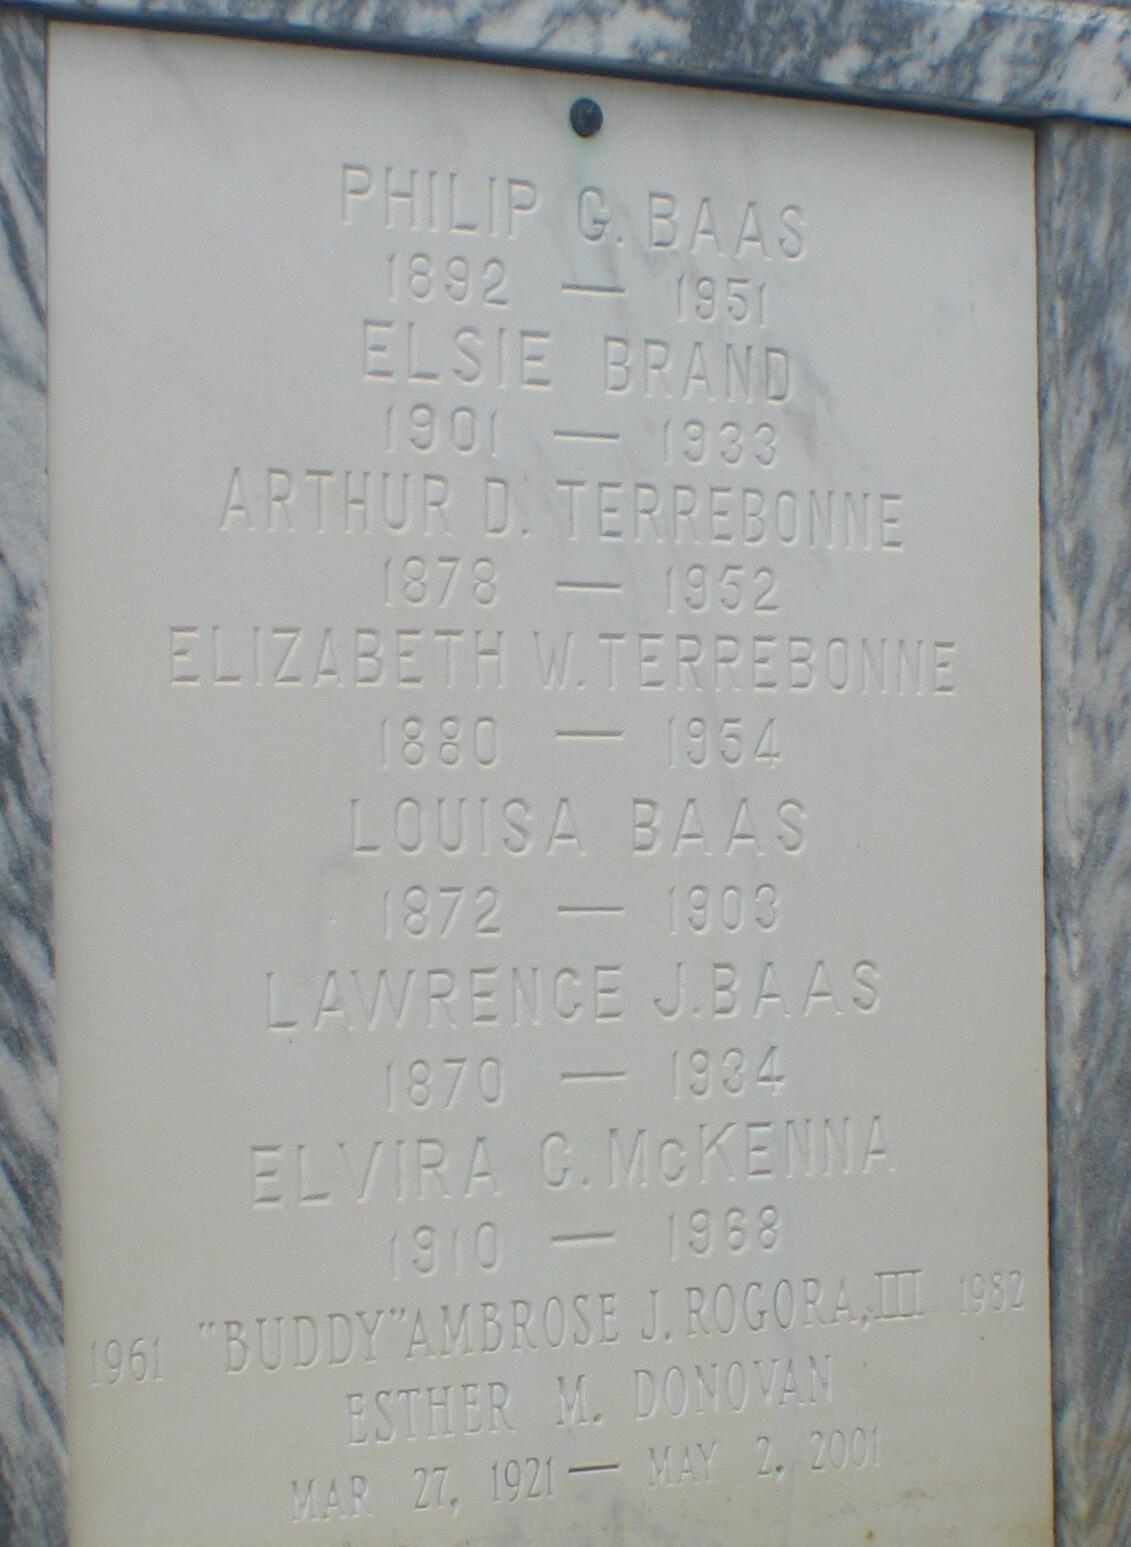 PHILIP G. BAAS
1892 — 1951
ELSIE BRAND
1901 — 1933
ARTHUR D. TERREBONNE
1878 — 1952
ELIZABETH W. TERREBONNE
1880 — 1954
LOUISA BAAS
1872 — 1903
LAWRENCE J. BAAS
1870 — 1934
ELVIRA C. McKENNA
1910 — 1968
1961 "BUDDY" AMBROSE J. ROGORA, III 1982
ESTHER M. DONOVAN
MAR 27, 1921 — MAY 2, 2001